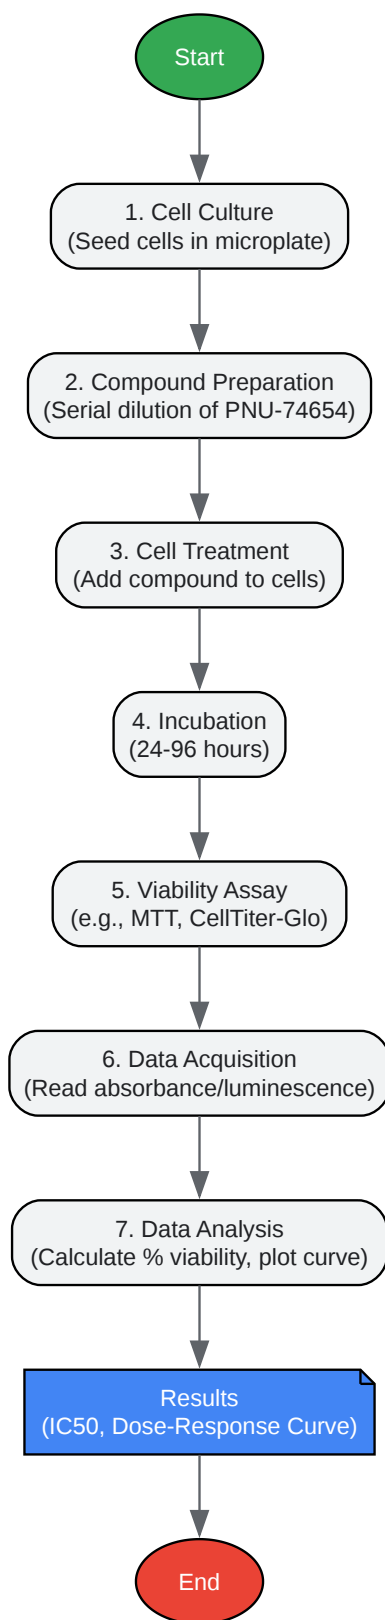 Start
1. Cell Culture
(Seed cells in microplate)
2. Compound Preparation
(Serial dilution of PNU-74654)
3. Cell Treatment
(Add compound to cells)
4. Incubation
(24-96 hours)
5. Viability Assay
(e.g., MTT, CellTiter-Glo)
6. Data Acquisition
(Read absorbance/luminescence)
7. Data Analysis
(Calculate % viability, plot curve)
Results
(IC50, Dose-Response Curve)
End